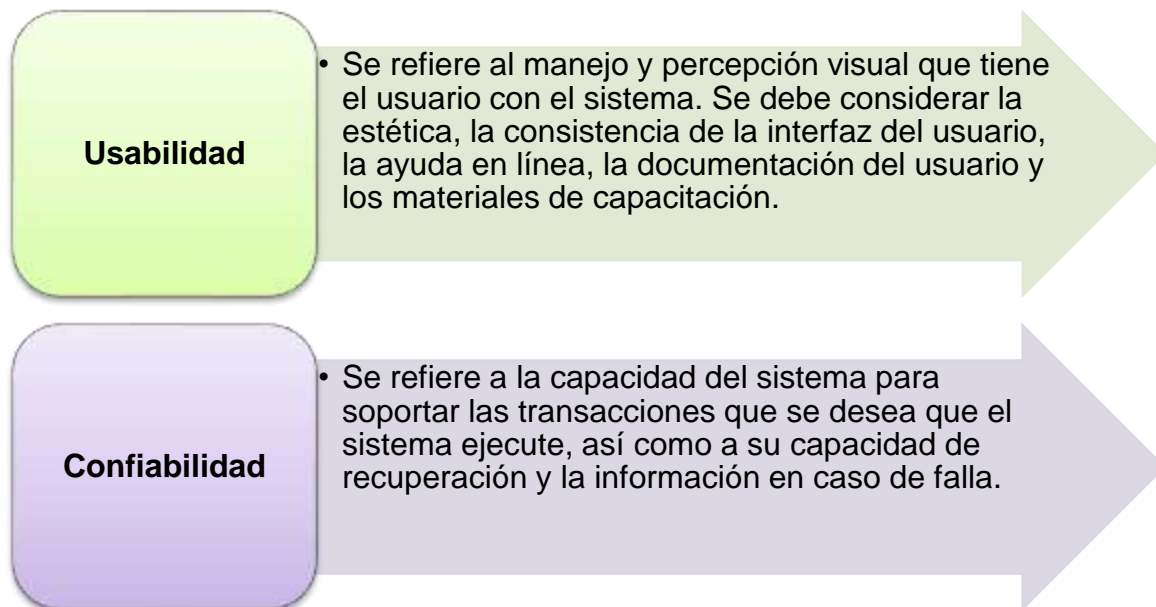 Usabilidad
• Se refiere al manejo y percepción visual que tiene
el usuario con el sistema. Se debe considerar la
estética, la consistencia de la interfaz del usuario,
la ayuda en línea, la documentación del usuario y
los materiales de capacitación.
Confiabilidad
• Se refiere a la capacidad del sistema para
soportar las transacciones que se desea que el
sistema ejecute, así como a su capacidad de
recuperación y la información en caso de falla.